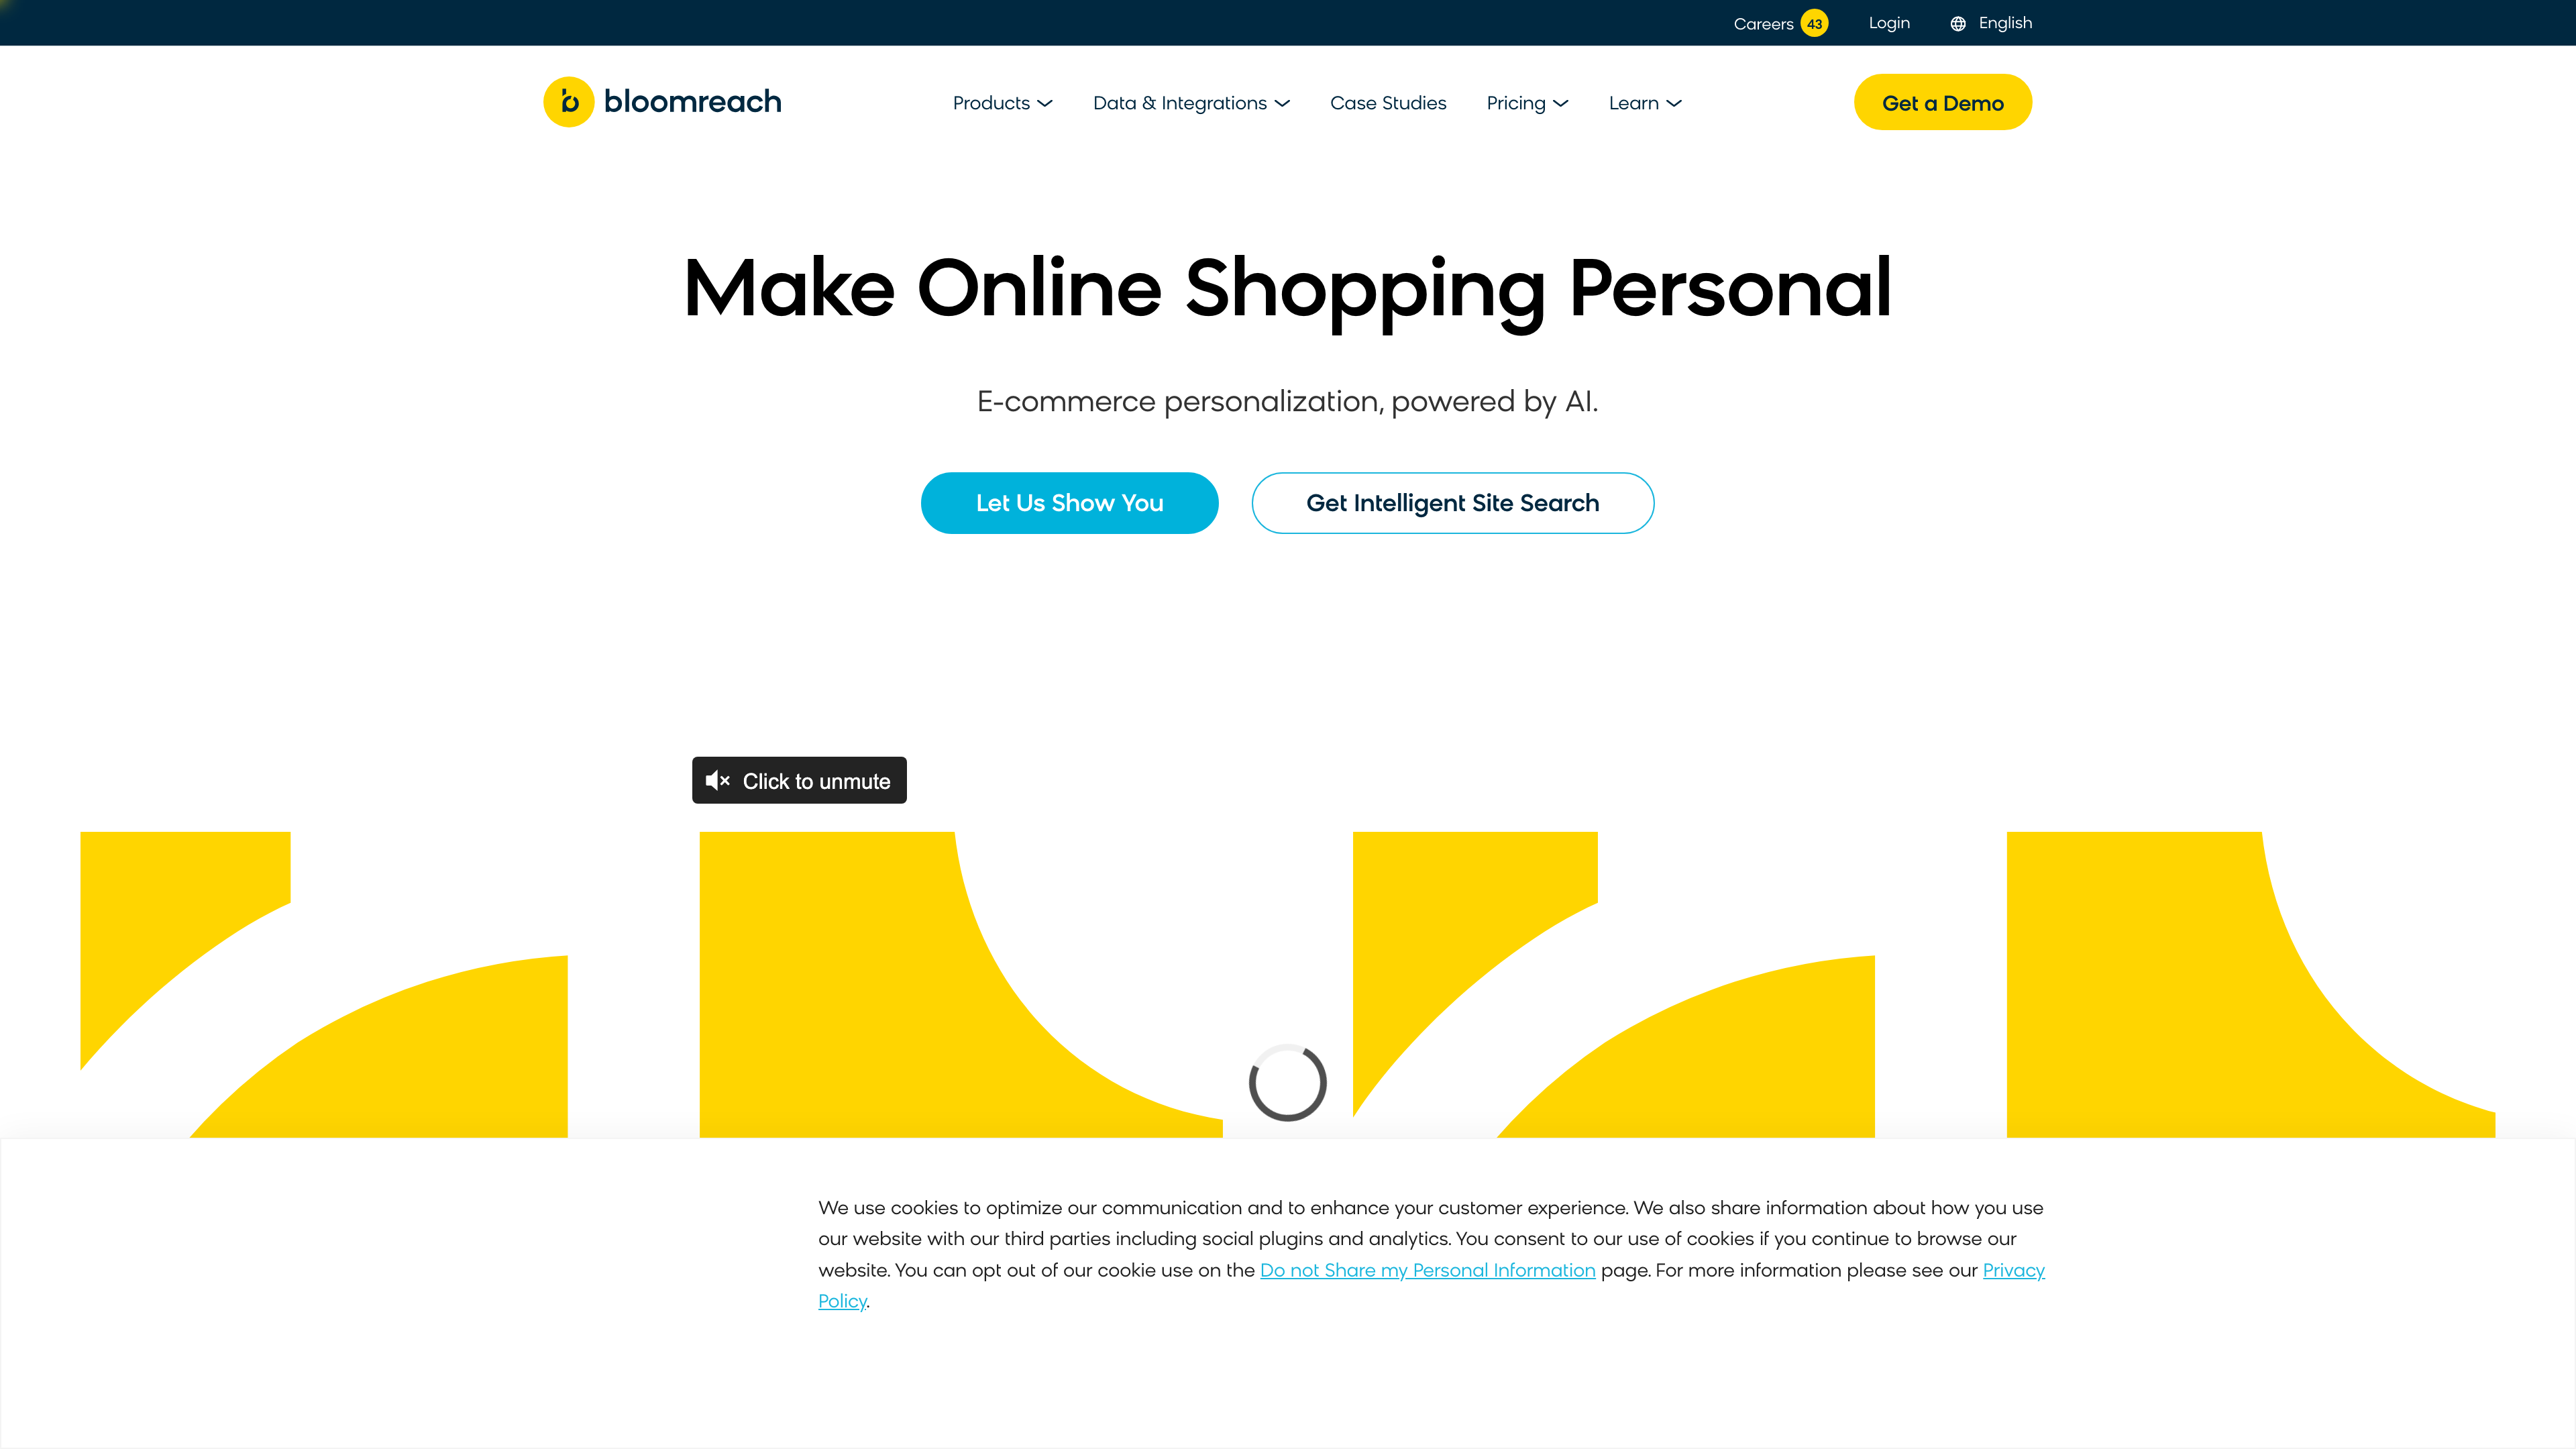 Careers 43 Login English
bloomreach Products Data & Integrations Case Studies Pricing Learn Get a Demo
Make Online Shopping Personal
E-commerce personalization, powered by AI.
Let Us Show You Get Intelligent Site Search
Click to unmute
We use cookies to optimize our communication and to enhance your customer experience. We also share information about how you use
our website with our third parties including social plugins and analytics. You consent to our use of cookies if you continue to browse our
website. You can opt out of our cookie use on the Do not Share my Personal Information page. For more information please see our Privacy
Policy.